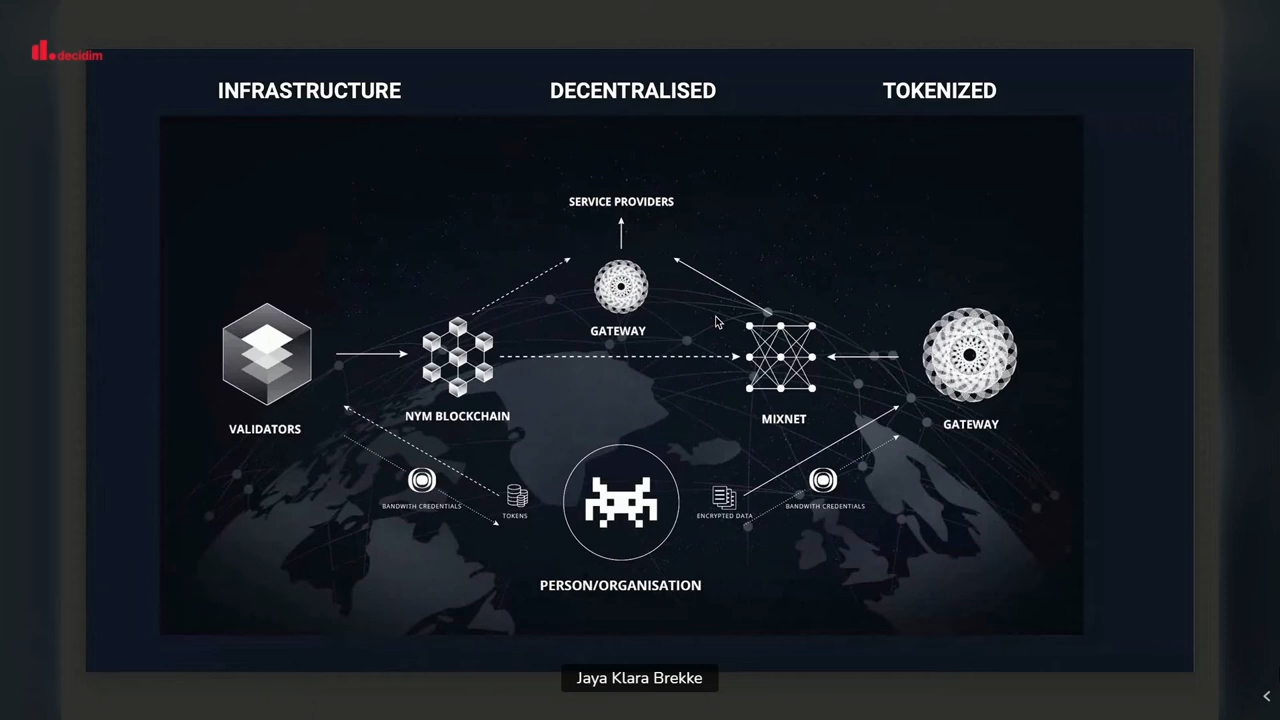 decidim
INFRASTRUCTURE
DECENTRALISED
TOKENIZED
SERVICE PROVIDERS
GATEWAY
NYM BLOCKCHAIN
MIXNET
VALIDATORS
GATEWAY
BANDWITH CREDENTIALS
TOKENS
ENCRYPTED DATA
BANDWITH CREDENTIALS
PERSON/ORGANISATION
Jaya Klara Brekke